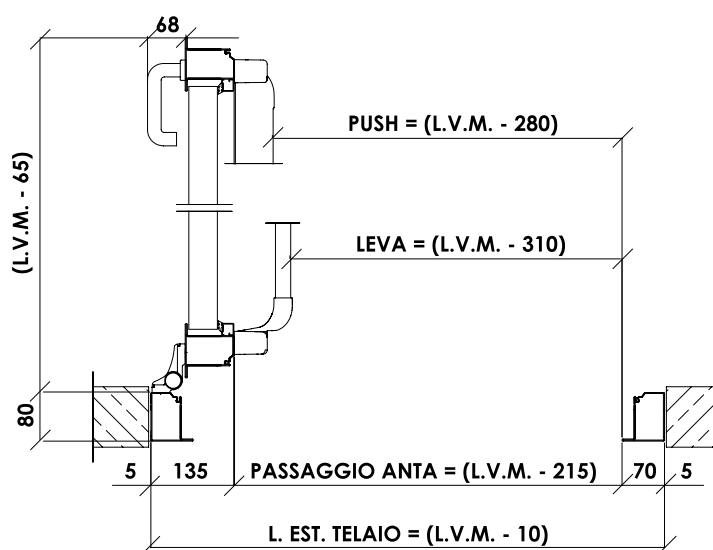 68
PUSH = (L.V.M. - 280)
(L.V.M. - 65)
LEVA = (L.V.M. - 310)
80
5 135 PASSAGGIO ANTA = (L.V.M. - 215) 70 5
L. EST. TELAIO = (L.V.M. - 10)